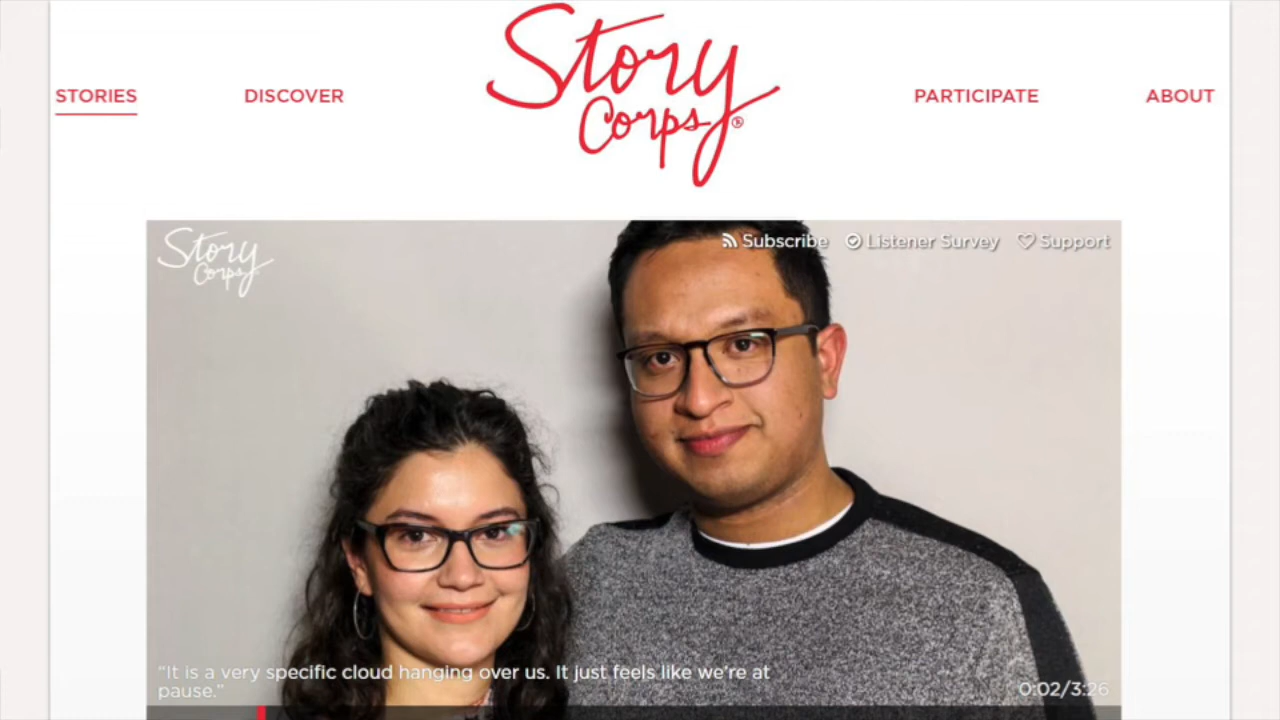 Story
Corps®
STORIES
DISCOVER
PARTICIPATE
ABOUT
Story
Corps
Subscribe
Listener Survey
Support
“It is a very specific cloud hanging over us. It just feels like we're at
pause.”
0:02/3:26